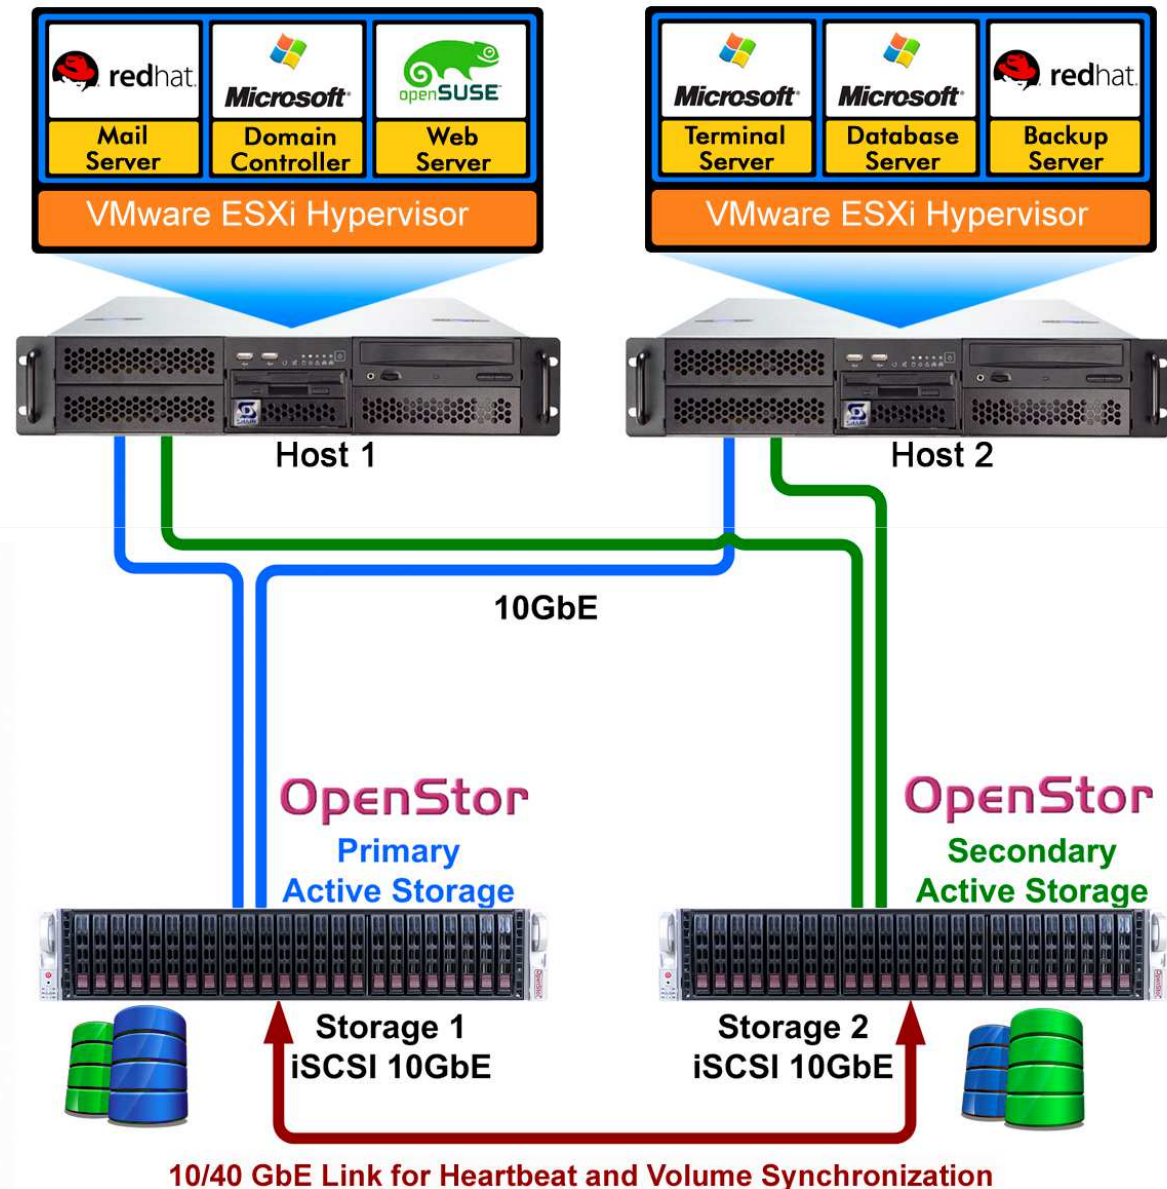 redhat.
Microsoft
openSUSE
Mail
Server
Domain
Controller
Web
Server
VMware ESXi Hypervisor
Microsoft
Microsoft
redhat.
Terminal
Server
Database
Server
Backup
Server
VMware ESXi Hypervisor
Host 1
Host 2
10GbE
OpenStor
Primary
Active Storage
OpenStor
Secondary
Active Storage
Storage 1
iSCSI 10GbE
Storage 2
iSCSI 10GbE
10/40 GbE Link for Heartbeat and Volume Synchronization